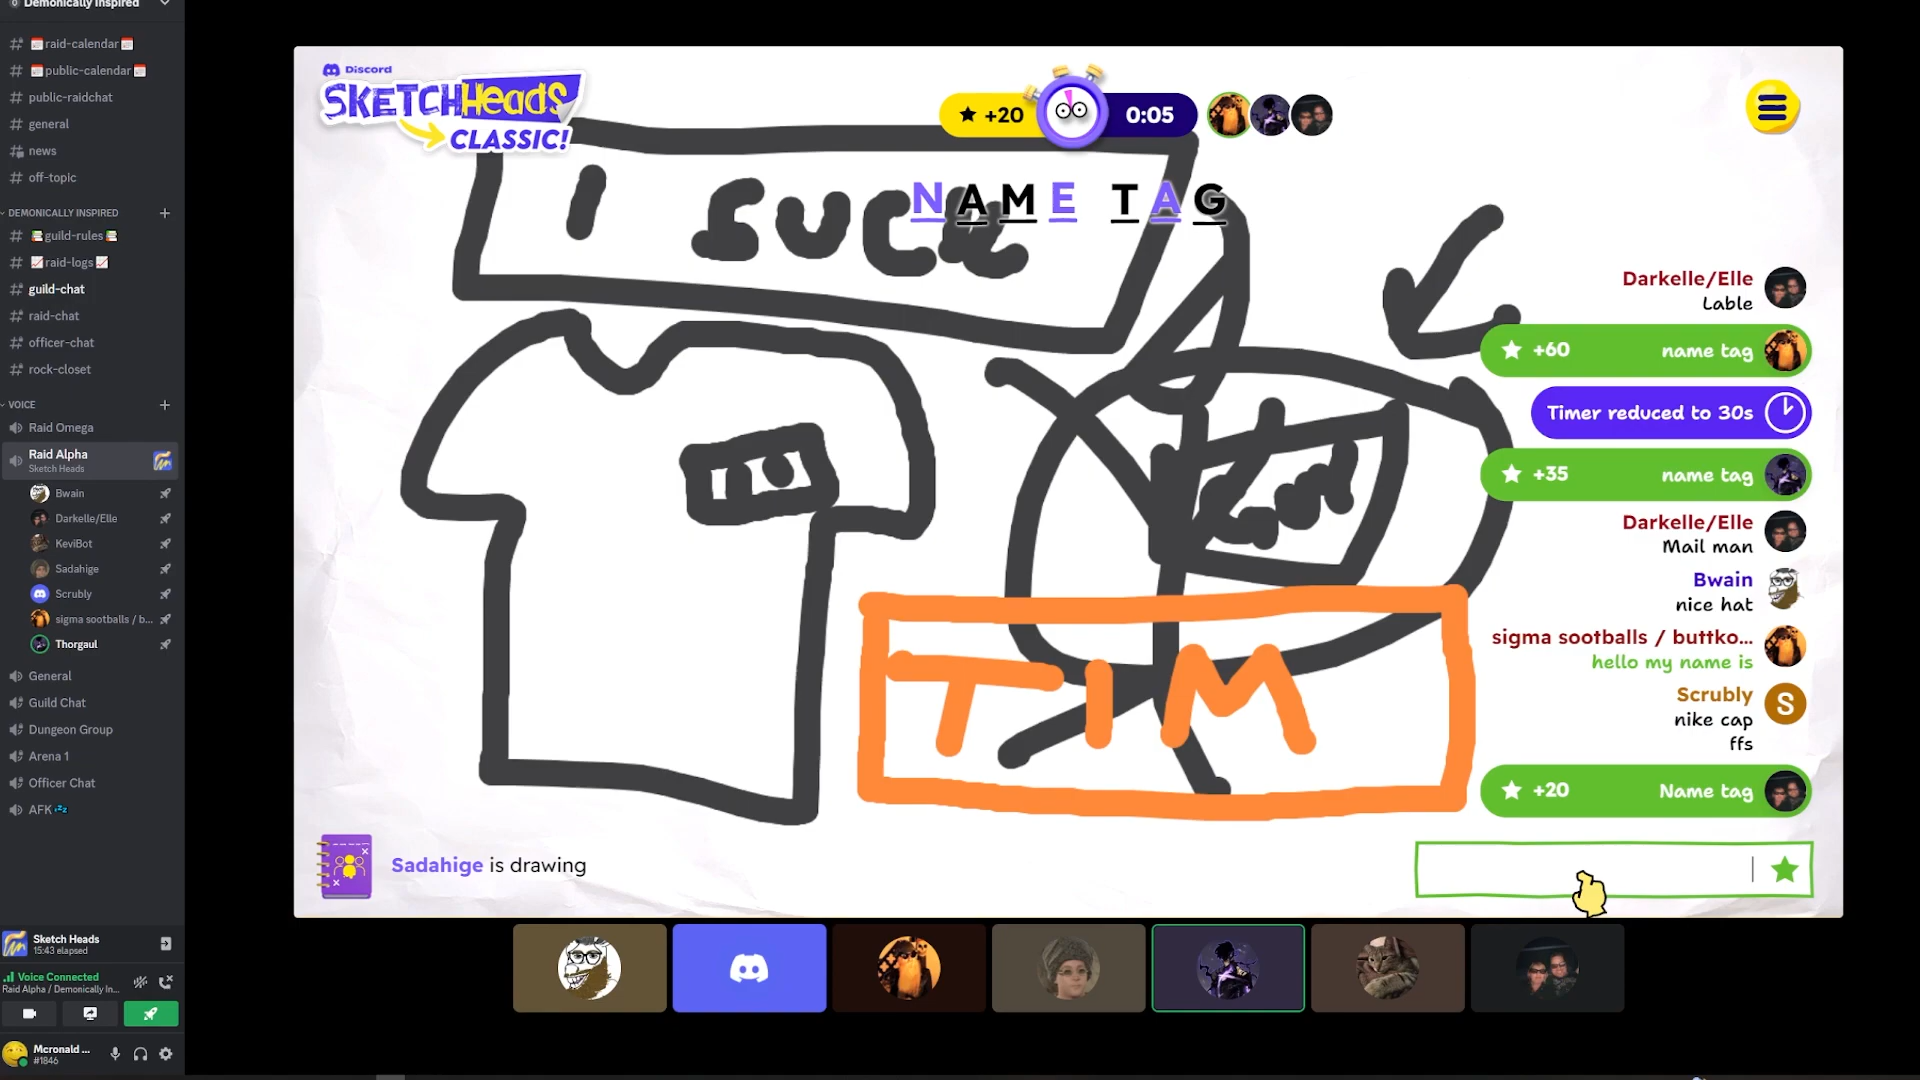 Demonically Inspired
raid-calendar
public-calendar
public-raidchat
general
news
off-topic
DEMONICALLY INSPIRED
guild-rules
raid-logs
guild-chat
raid-chat
officer-chat
rock-closet
VOICE
Raid Omega
Raid Alpha
Sketch Heads
Bwain
Darkelle/Elle
KeviBot
Sadahige
Scrubly
sigma sootballs / b...
Thorgaul
General
Guild Chat
Dungeon Group
Arena 1
Officer Chat
AFK
Sketch Heads
15:43 elapsed
Voice Connected
Raid Alpha / Demonically In...
Mcronald ...
#1846
Discord
SKETCHHeadS
CLASSIC!
+20
0:05
NAME TAG
I SUCK
TIM
Darkelle/Elle
Lable
+60 name tag
Timer reduced to 30s
+35 name tag
Darkelle/Elle
Mail man
Bwain
nice hat
sigma sootballs / buttko...
hello my name is
Scrubly
S
nike cap
ffs
+20 Name tag
Sadahige is drawing